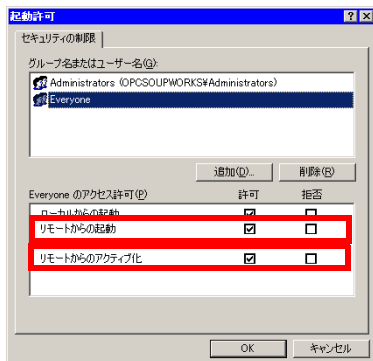 起動許可
セキュリティの制限
グループ名またはユーザー名(G):
Administrators (OPCSOUPWORKS¥Administrators)
Everyone
追加(D)...
削除(R)
Everyone のアクセス許可(P)
許可
拒否
ローカルからの起動
リモートからの起動
リモートからのアクティブ化
OK
キャンセル